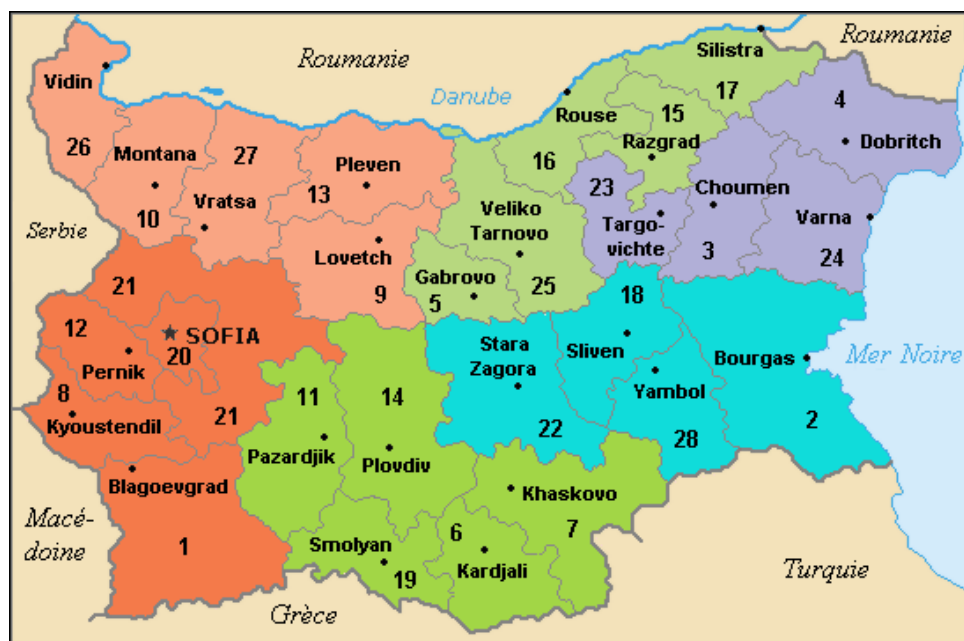 Roumanie
Roumanie
Silistra
Vidin
17
4
Danube
Rouse
15
Dobritch
26
Montana
27
Pleven
16
Razgrad
23
Choumen
13
10
Vratsa
Veliko
Tarnovo
Targo-
vichte
Varna
Serbie
Lovetch
3
24
21
9
Gabrovo
5
25
18
12
SOFIA
20
Pernik
Stara
Zagora
Sliven
Bourgas
Mer Noire
8
Kyoustendil
21
11
14
Yambol
22
28
2
Pazardjik
Plovdiv
Blagoevgrad
Khaskovo
Macé-
doine
1
Smolyan
19
6
Kardjali
7
Turquie
Grèce